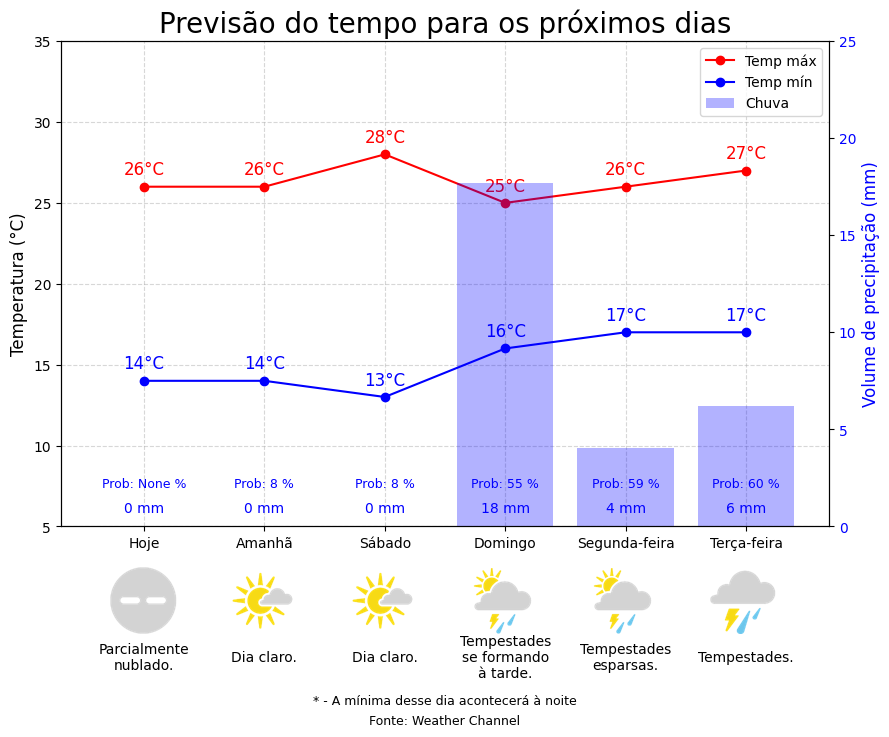 Previsão do tempo para os próximos dias
35
30
25
20
15
10
5
Temperatura (°C)
25
20
15
10
5
0
Volume de precipitação (mm)
Temp máx
Temp mín
Chuva
26°C
26°C
28°C
25°C
26°C
27°C
14°C
14°C
13°C
16°C
17°C
17°C
Prob: None %
Prob: 8 %
Prob: 8 %
Prob: 55 %
Prob: 59 %
Prob: 60 %
0 mm
0 mm
0 mm
18 mm
4 mm
6 mm
Hoje
Amanhã
Sábado
Domingo
Segunda-feira
Terça-feira
Parcialmente
nublado.
Dia claro.
Dia claro.
Tempestades
se formando
à tarde.
Tempestades
esparsas.
Tempestades.
* - A mínima desse dia acontecerá à noite
Fonte: Weather Channel